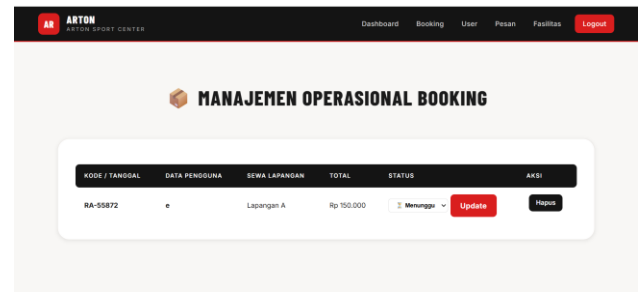 AR ARTON
ARTON SPORT CENTER
Dashboard Booking User Pesan Fasilitas Logout
📦 MANAJEMEN OPERASIONAL BOOKING
KODE / TANGGAL DATA PENGGUNA SEWA LAPANGAN TOTAL STATUS AKSI
RA-55872 e Lapangan A Rp 150.000 ⏳ Menunggu Update Hapus